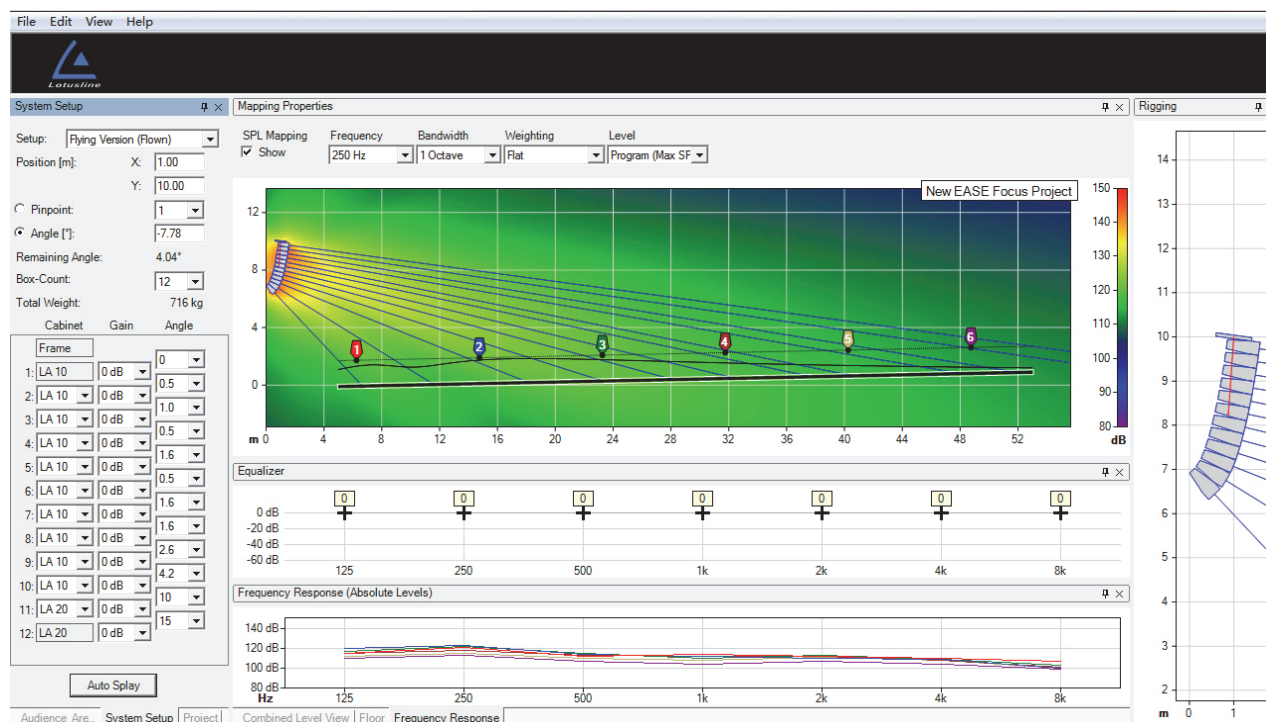 File Edit View Help
Lotusline
System Setup
Setup: Flying Version (Flown)
Position [m]: X: 1.00
Y: 10.00
Pinpoint: 1
Angle [°]: -7.78
Remaining Angle: 4.04°
Box-Count: 12
Total Weight: 716 kg
Cabinet Gain Angle
Frame
0
1: LA 10 0 dB
0.5
2: LA 10 0 dB
1.0
3: LA 10 0 dB
0.5
4: LA 10 0 dB
1.6
5: LA 10 0 dB
0.5
6: LA 10 0 dB
1.6
7: LA 10 0 dB
1.6
8: LA 10 0 dB
2.6
9: LA 10 0 dB
4.2
10: LA 10 0 dB
10
11: LA 20 0 dB
15
12: LA 20 0 dB
Auto Splay
Audience Are... System Setup Project
Mapping Properties
SPL Mapping Frequency Bandwidth Weighting Level
Show 250 Hz 1 Octave Flat Program (Max SF
New EASE Focus Project
12
8
4
0
m 0 4 8 12 16 20 24 28 32 36 40 44 48 52
1 2 3 4 5 6
150
140
130
120
110
100
90
80
dB
Equalizer
0 0 0 0 0 0 0
0 dB
-20 dB
-40 dB
-60 dB
125 250 500 1k 2k 4k 8k
Frequency Response (Absolute Levels)
140 dB
120 dB
100 dB
80 dB
Hz 125 250 500 1k 2k 4k 8k
Combined Level View Floor Frequency Response
Rigging
14
13
12
11
10
9
8
7
6
5
4
3
2
m 0 1